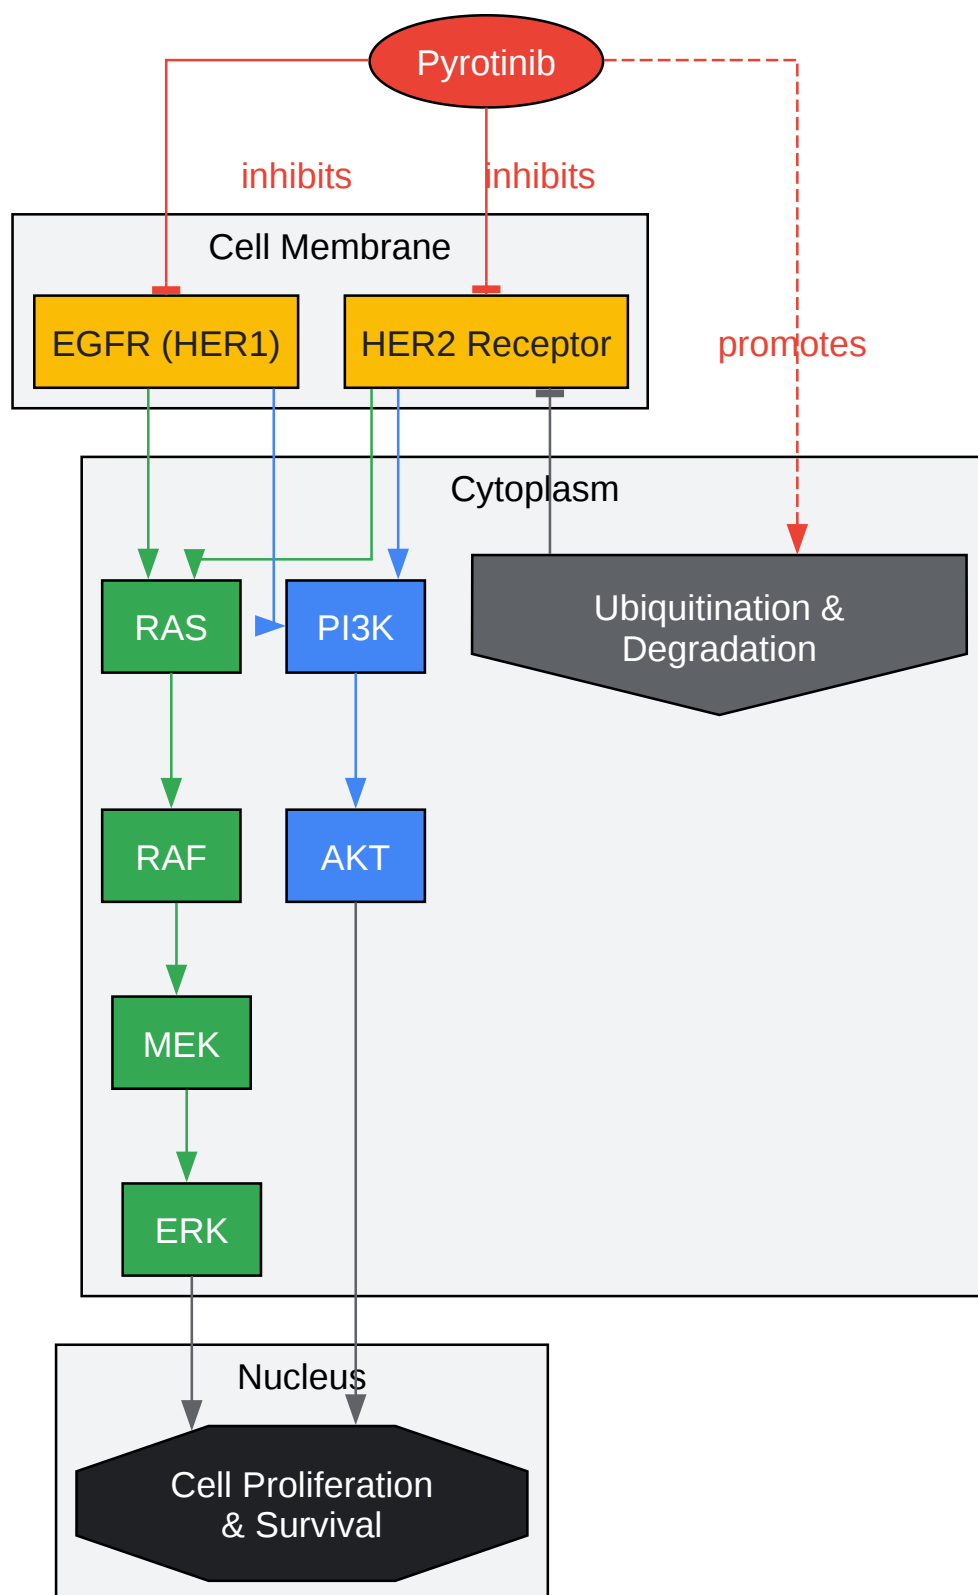 Pyrotinib
inhibits
inhibits
Cell Membrane
EGFR (HER1)
HER2 Receptor
promotes
Cytoplasm
RAS
PI3K
Ubiquitination &
Degradation
RAF
AKT
MEK
ERK
Nucleus
Cell Proliferation
& Survival